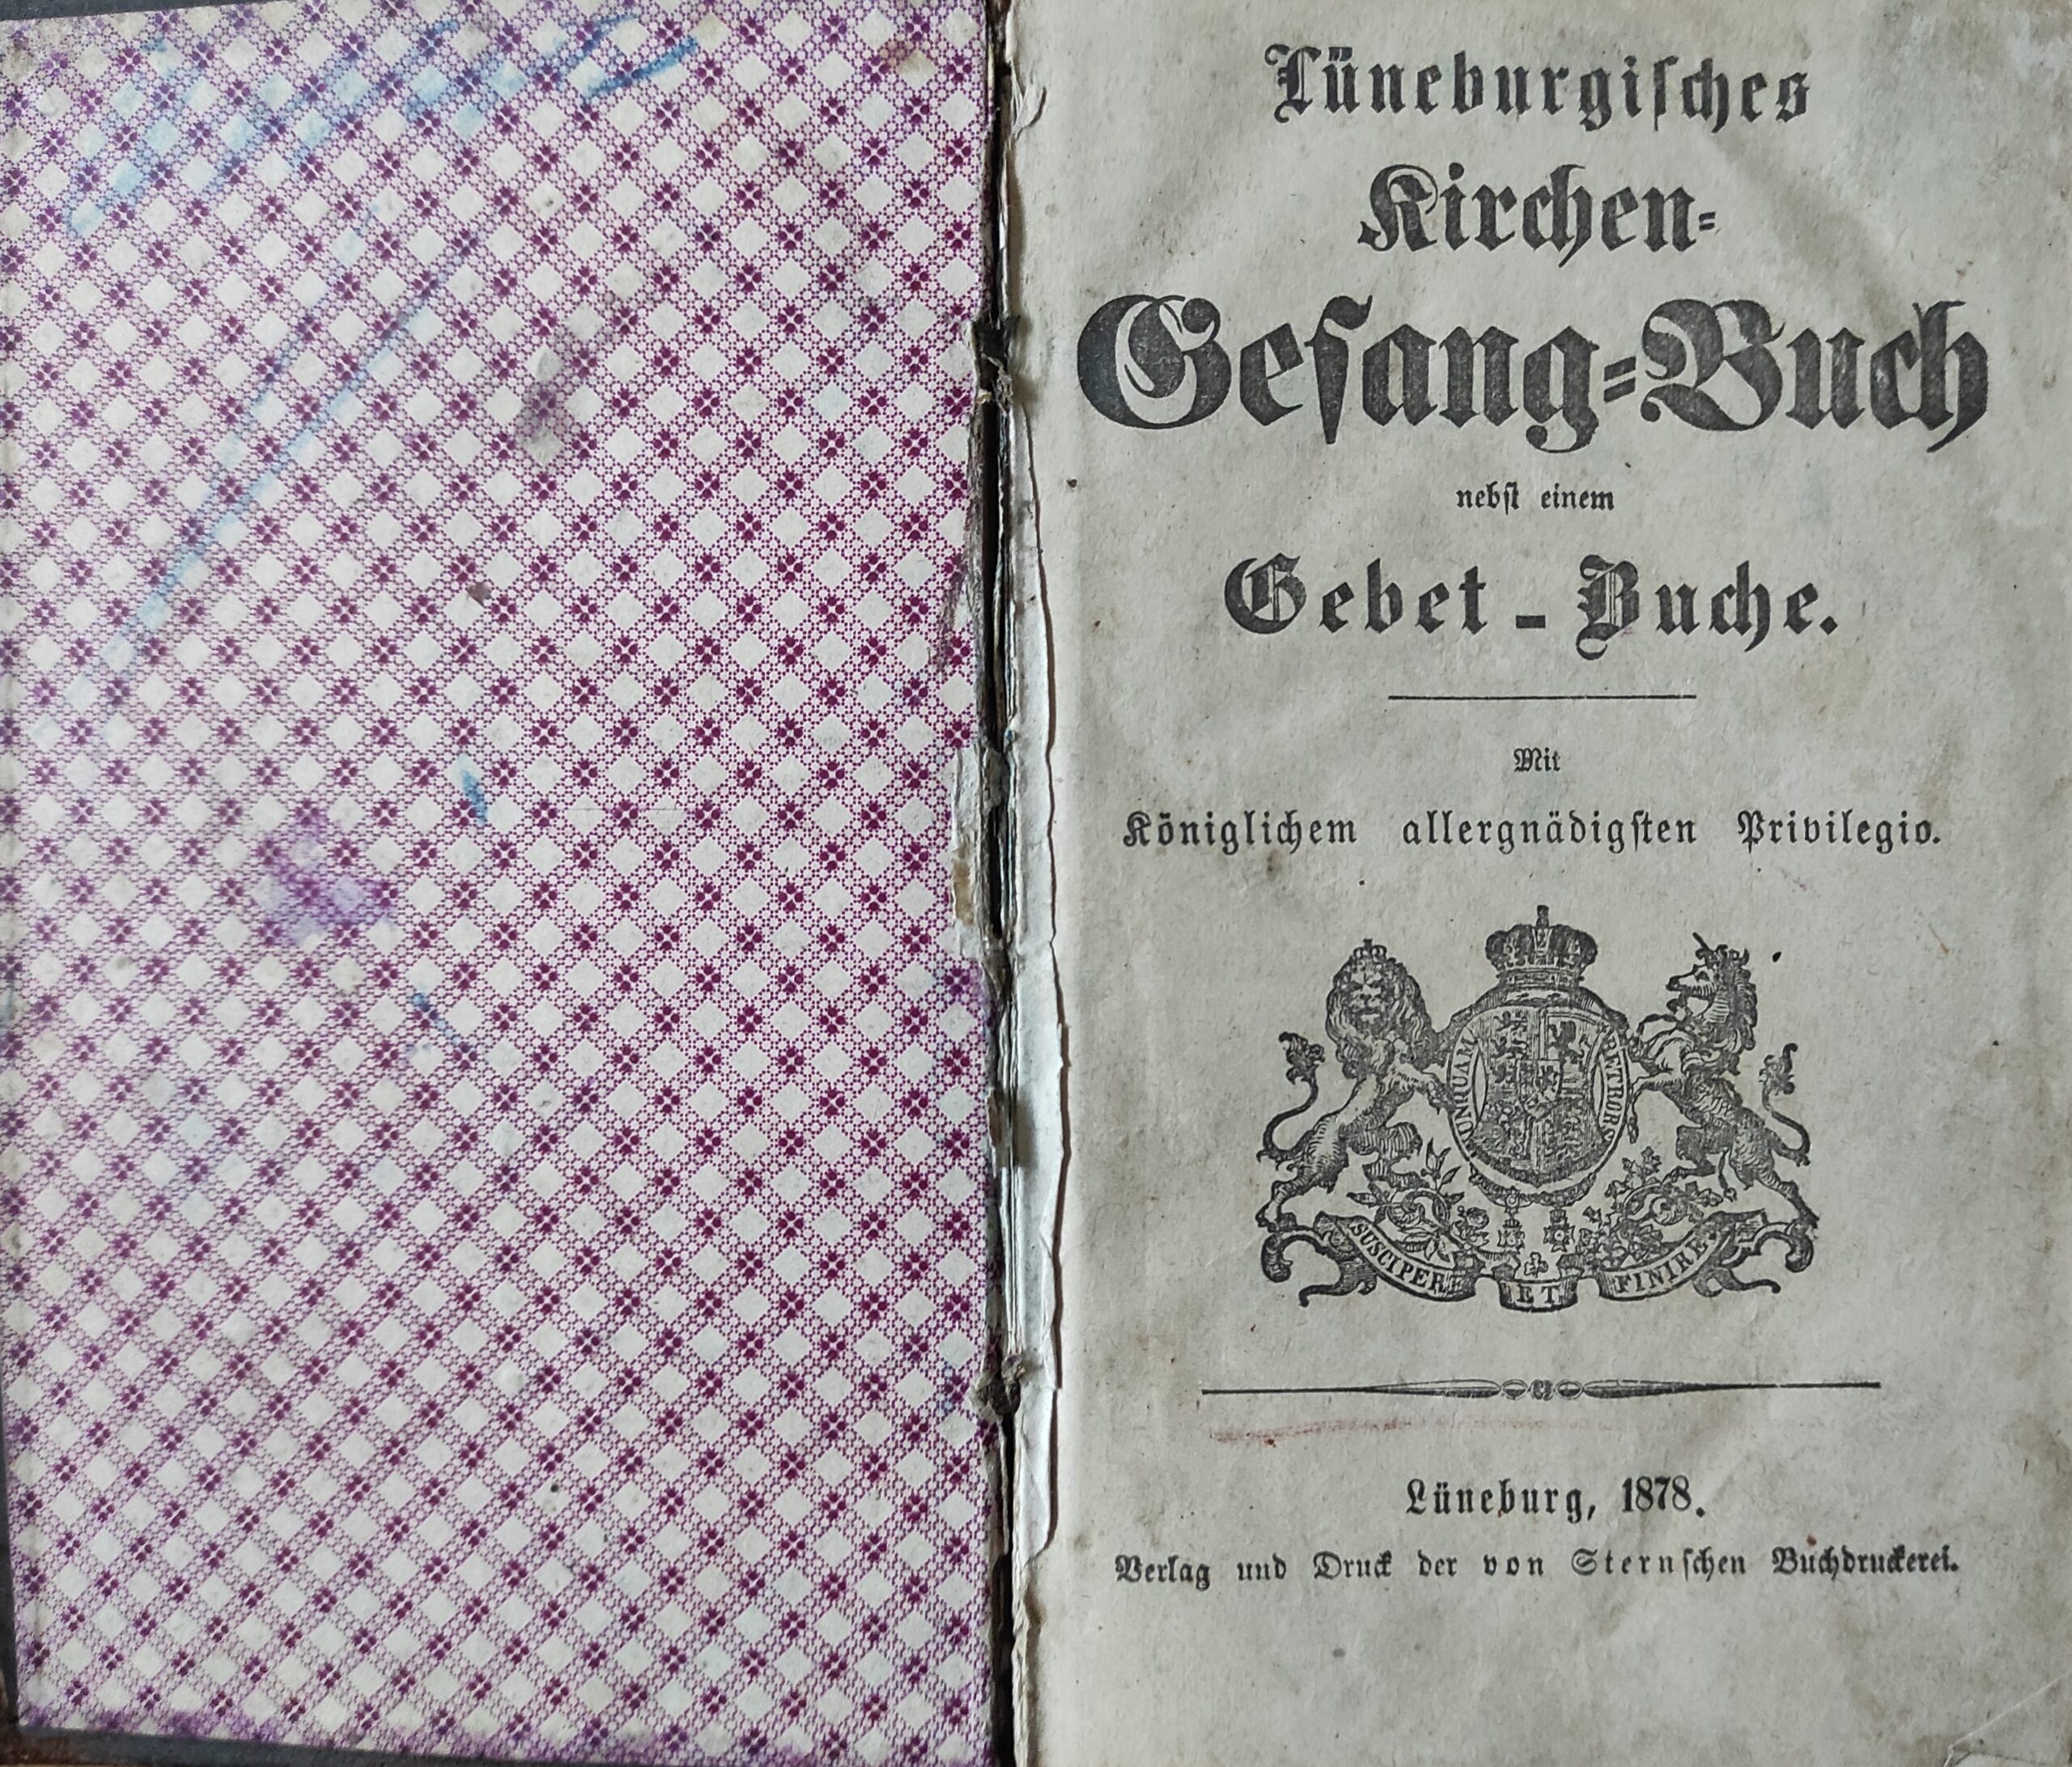 Lüneburgiſches
Kirchen=
Geſang=Buch
nebſt einem
Gebet - Buche.
Mit
Königlichem allergnädigſten Privilegio.
NUNQUAM RETRORSUM
SUSCIPERE ET FINIRE
Lüneburg, 1878.
Verlag und Druck der von Sternſchen Buchdruckerei.